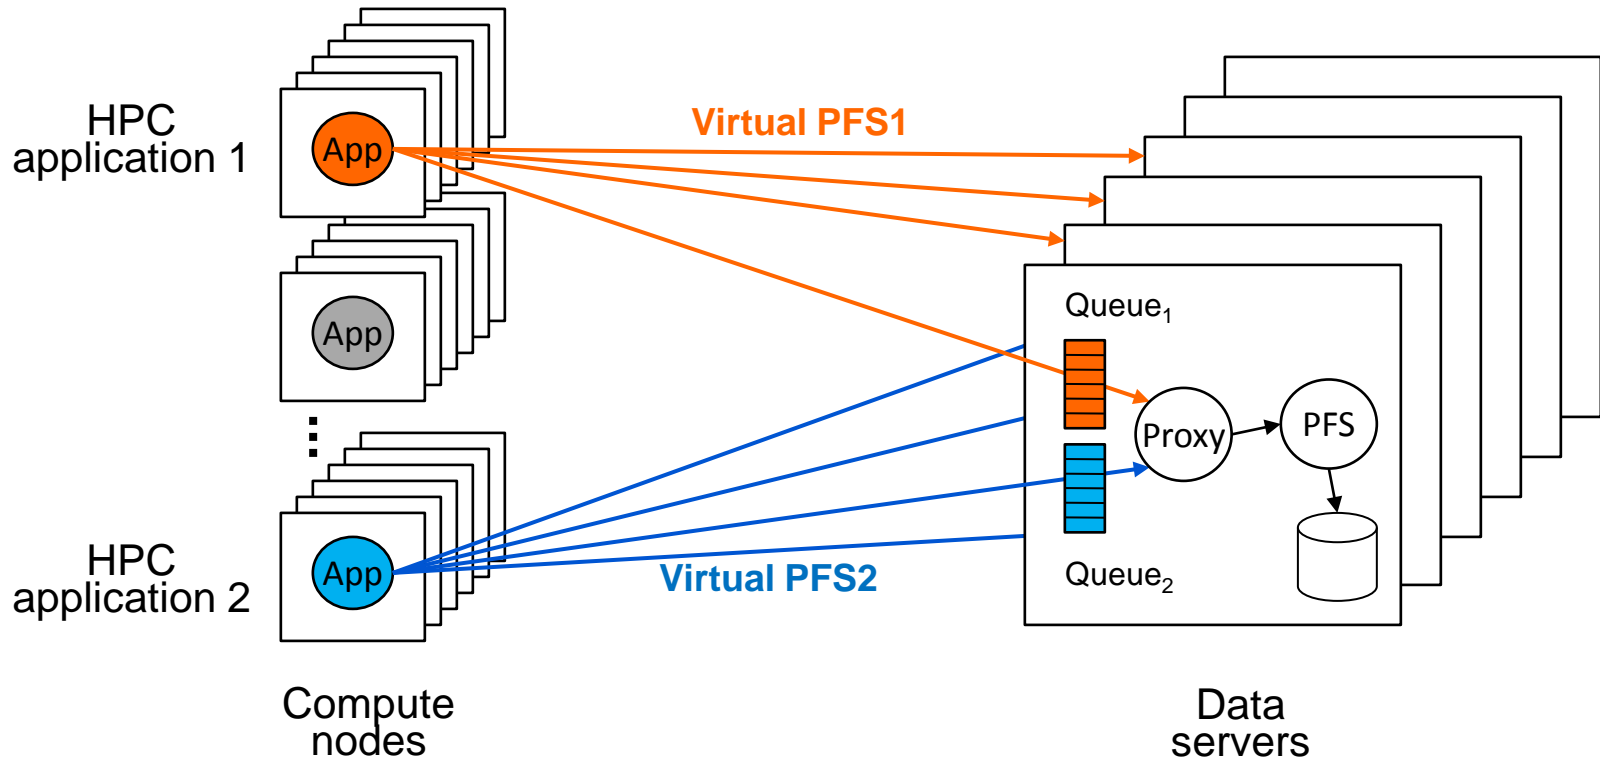 HPC
application 1
App
Virtual PFS1
App
Queue1
Proxy
PFS
HPC
application 2
App
Virtual PFS2
Queue2
Compute
nodes
Data
servers